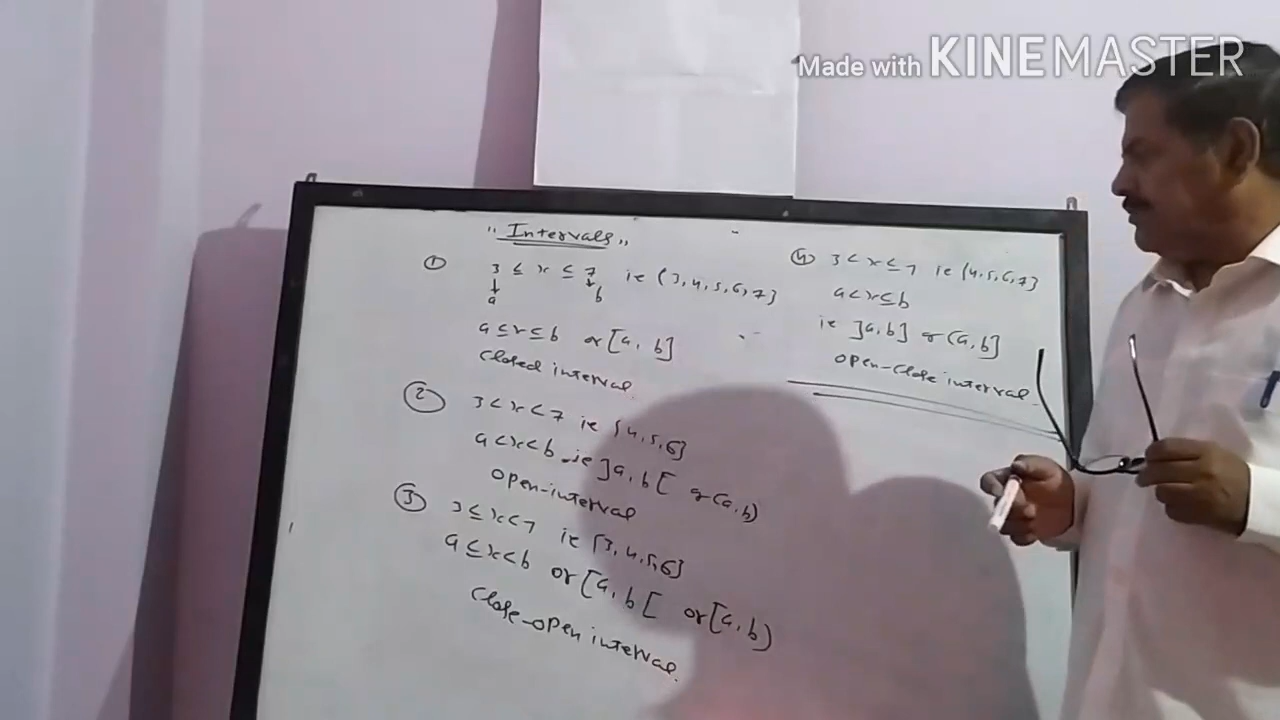 Made with KINEMASTER
"Intervals"
① 3 ≤ x ≤ 7 ie {3,4,5,6,7}
↓ ↓
a b
a ≤ x ≤ b or [a, b]
Closed interval.
② 3 < x < 7 ie {4,5,6}
a < x < b ie ]a, b[ or (a, b)
open-interval
③ 3 ≤ x < 7 ie {3,4,5,6}
a ≤ x < b or [a, b[ or [a, b)
Close-open interval.
④ 3 < x ≤ 7 ie {4,5,6,7}
a < x ≤ b
ie ]a, b] or (a, b]
open-close interval.